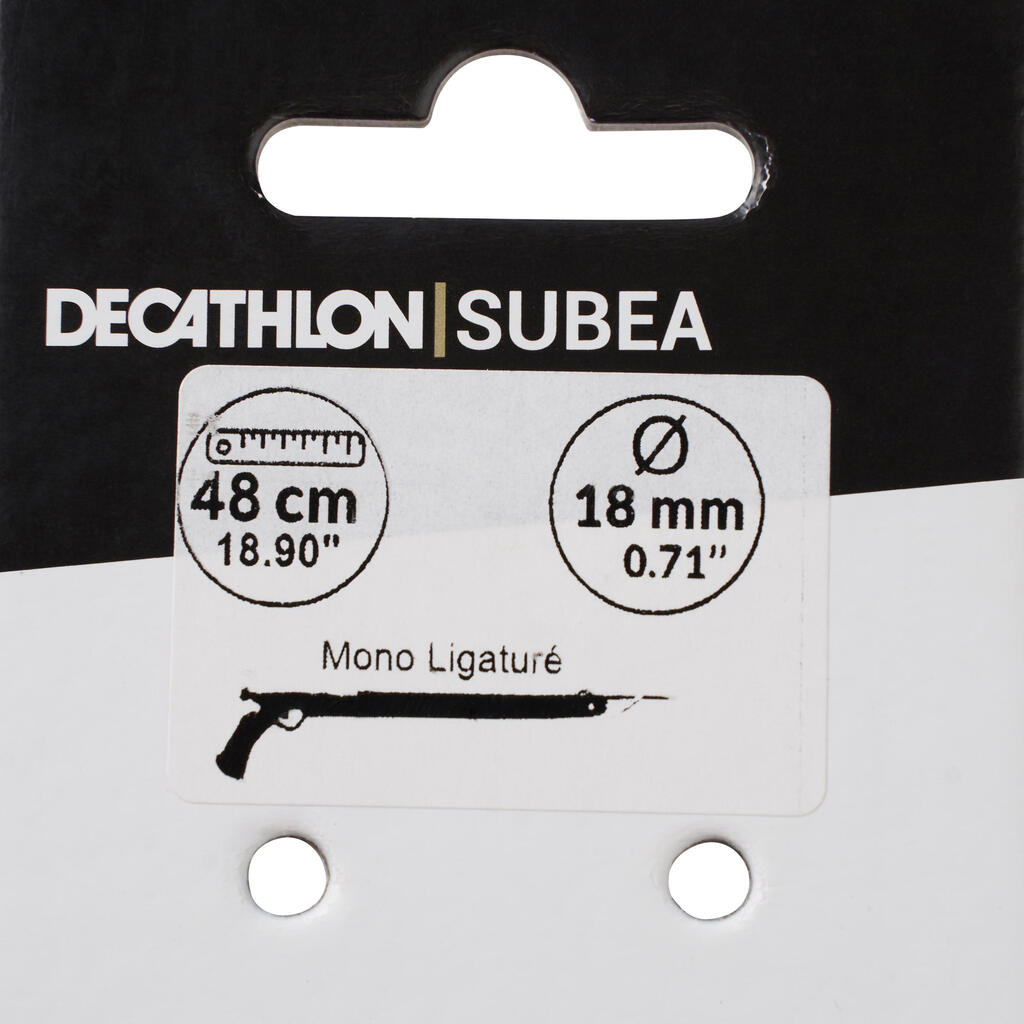 DECATHLON | SUBEA
48 cm
18.90"
Ø
18 mm
0.71"
Mono Ligaturé